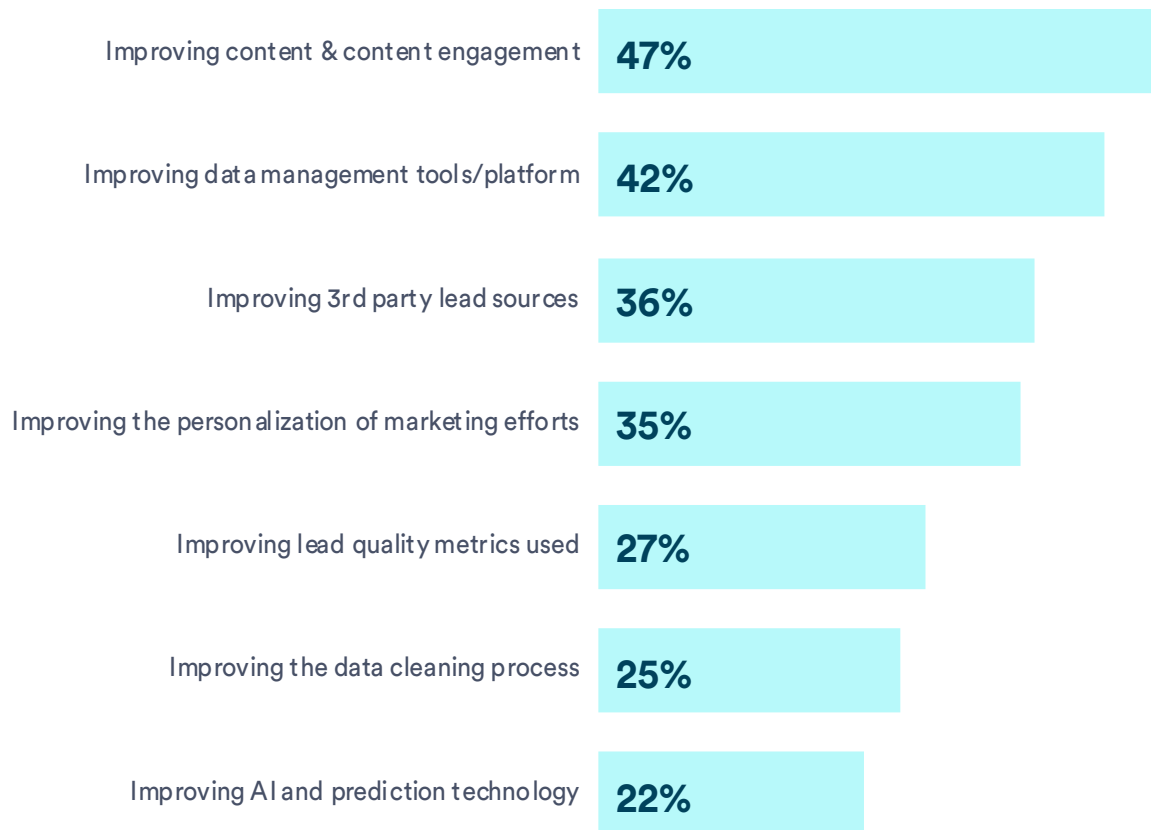 Improving content & content engagement 47%
Improving data management tools/platform 42%
Improving 3rd party lead sources 36%
Improving the personalization of marketing efforts 35%
Improving lead quality metrics used 27%
Improving the data cleaning process 25%
Improving AI and prediction technology 22%